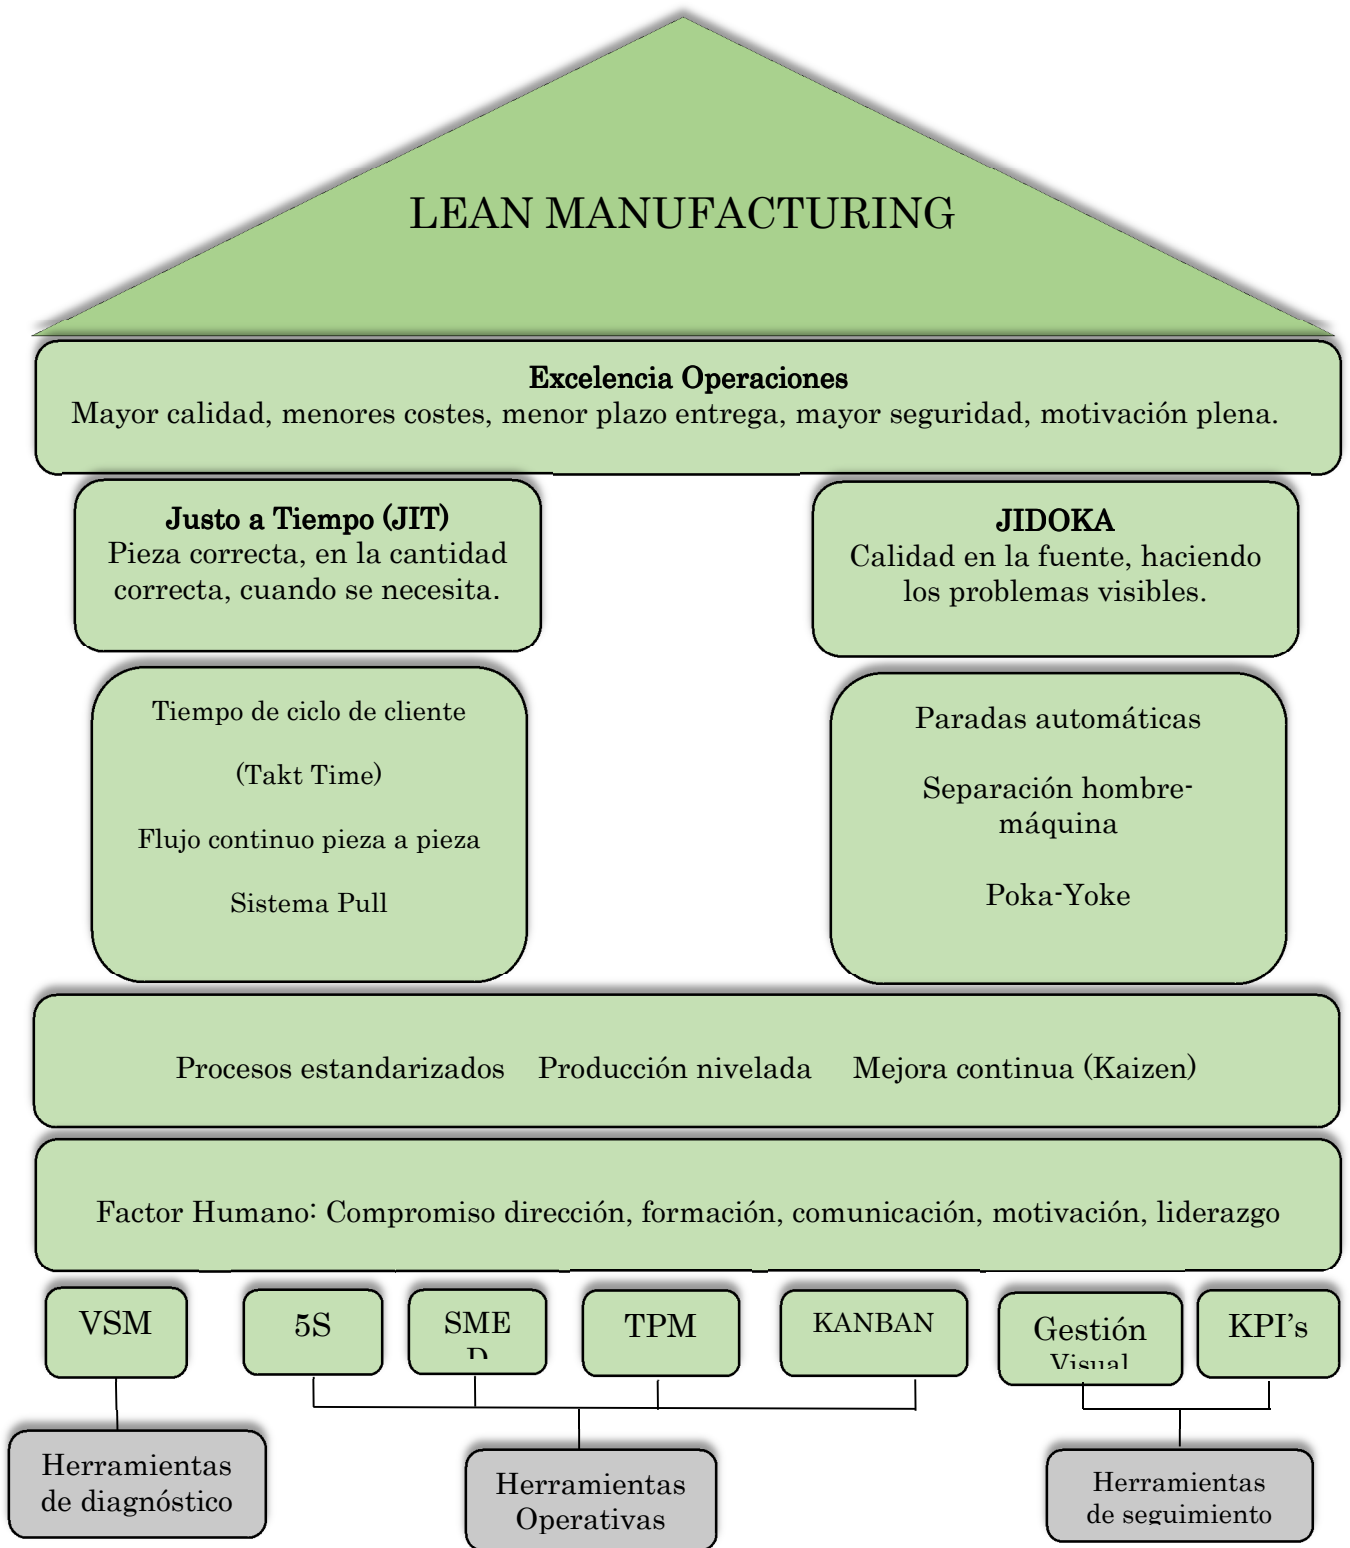 LEAN MANUFACTURING
Excelencia Operaciones
Mayor calidad, menores costes, menor plazo entrega, mayor seguridad, motivación plena.
Justo a Tiempo (JIT)
Pieza correcta, en la cantidad
correcta, cuando se necesita.
JIDOKA
Calidad en la fuente, haciendo
los problemas visibles.
Tiempo de ciclo de cliente
(Takt Time)
Flujo continuo pieza a pieza
Sistema Pull
Paradas automáticas
Separación hombre-
máquina
Poka-Yoke
Procesos estandarizados Producción nivelada Mejora continua (Kaizen)
Factor Humano: Compromiso dirección, formación, comunicación, motivación, liderazgo
VSM
5S
SME
D
TPM
KANBAN
Gestión
Visual
KPI’s
Herramientas
de diagnóstico
Herramientas
Operativas
Herramientas
de seguimiento